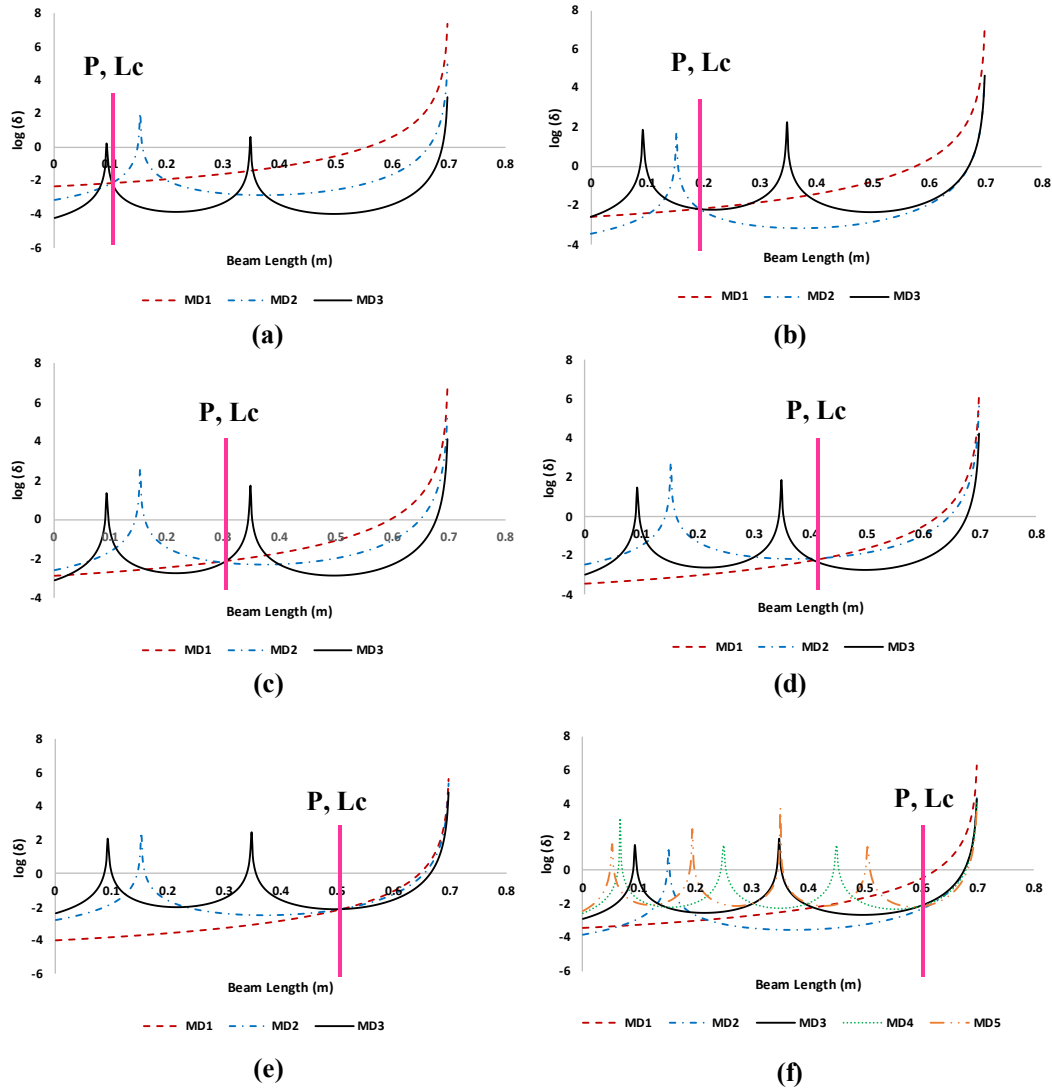 8
6
4
2
0
-2
-4
-6
log (δ)
P, Lc
0 0.1 0.2 0.3 0.4 0.5 0.6 0.7 0.8
Beam Length (m)
MD1 MD2 MD3
(a)
8
6
4
2
0
-2
-4
log (δ)
P, Lc
0 0.1 0.2 0.3 0.4 0.5 0.6 0.7 0.8
Beam Length (m)
MD1 MD2 MD3
(b)
8
6
4
2
0
-2
-4
log (δ)
P, Lc
0 0.1 0.2 0.3 0.4 0.5 0.6 0.7 0.8
Beam Length (m)
MD1 MD2 MD3
(c)
8
6
4
2
0
-2
-4
log (δ)
P, Lc
0 0.1 0.2 0.3 0.4 0.5 0.6 0.7 0.8
Beam Length (m)
MD1 MD2 MD3
(d)
8
6
4
2
0
-2
-4
-6
log (δ)
P, Lc
0 0.1 0.2 0.3 0.4 0.5 0.6 0.7 0.8
Beam Length (m)
MD1 MD2 MD3
(e)
8
6
4
2
0
-2
-4
-6
log (δ)
P, Lc
0 0.1 0.2 0.3 0.4 0.5 0.6 0.7 0.8
Beam Length (m)
MD1 MD2 MD3 MD4 MD5
(f)